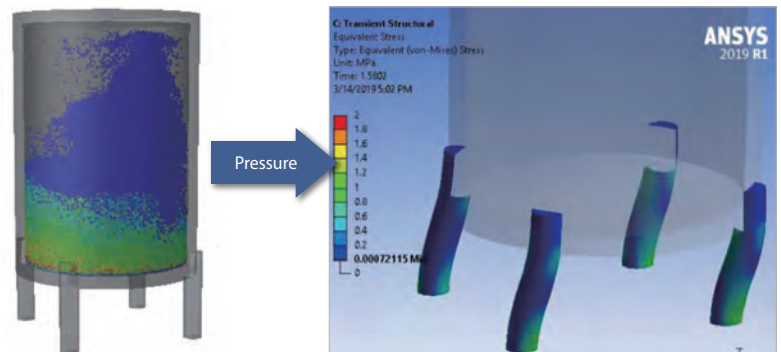 Pressure
C: Transient Structural
Equivalent Stress
Type: Equivalent (von-Mises) Stress
Unit: MPa
Time: 1.5802
3/14/2019 5:02 PM
2
1.8
1.6
1.4
1.2
1
0.8
0.6
0.4
0.2
0.00072115 Mi
0
ANSYS
2019 R1